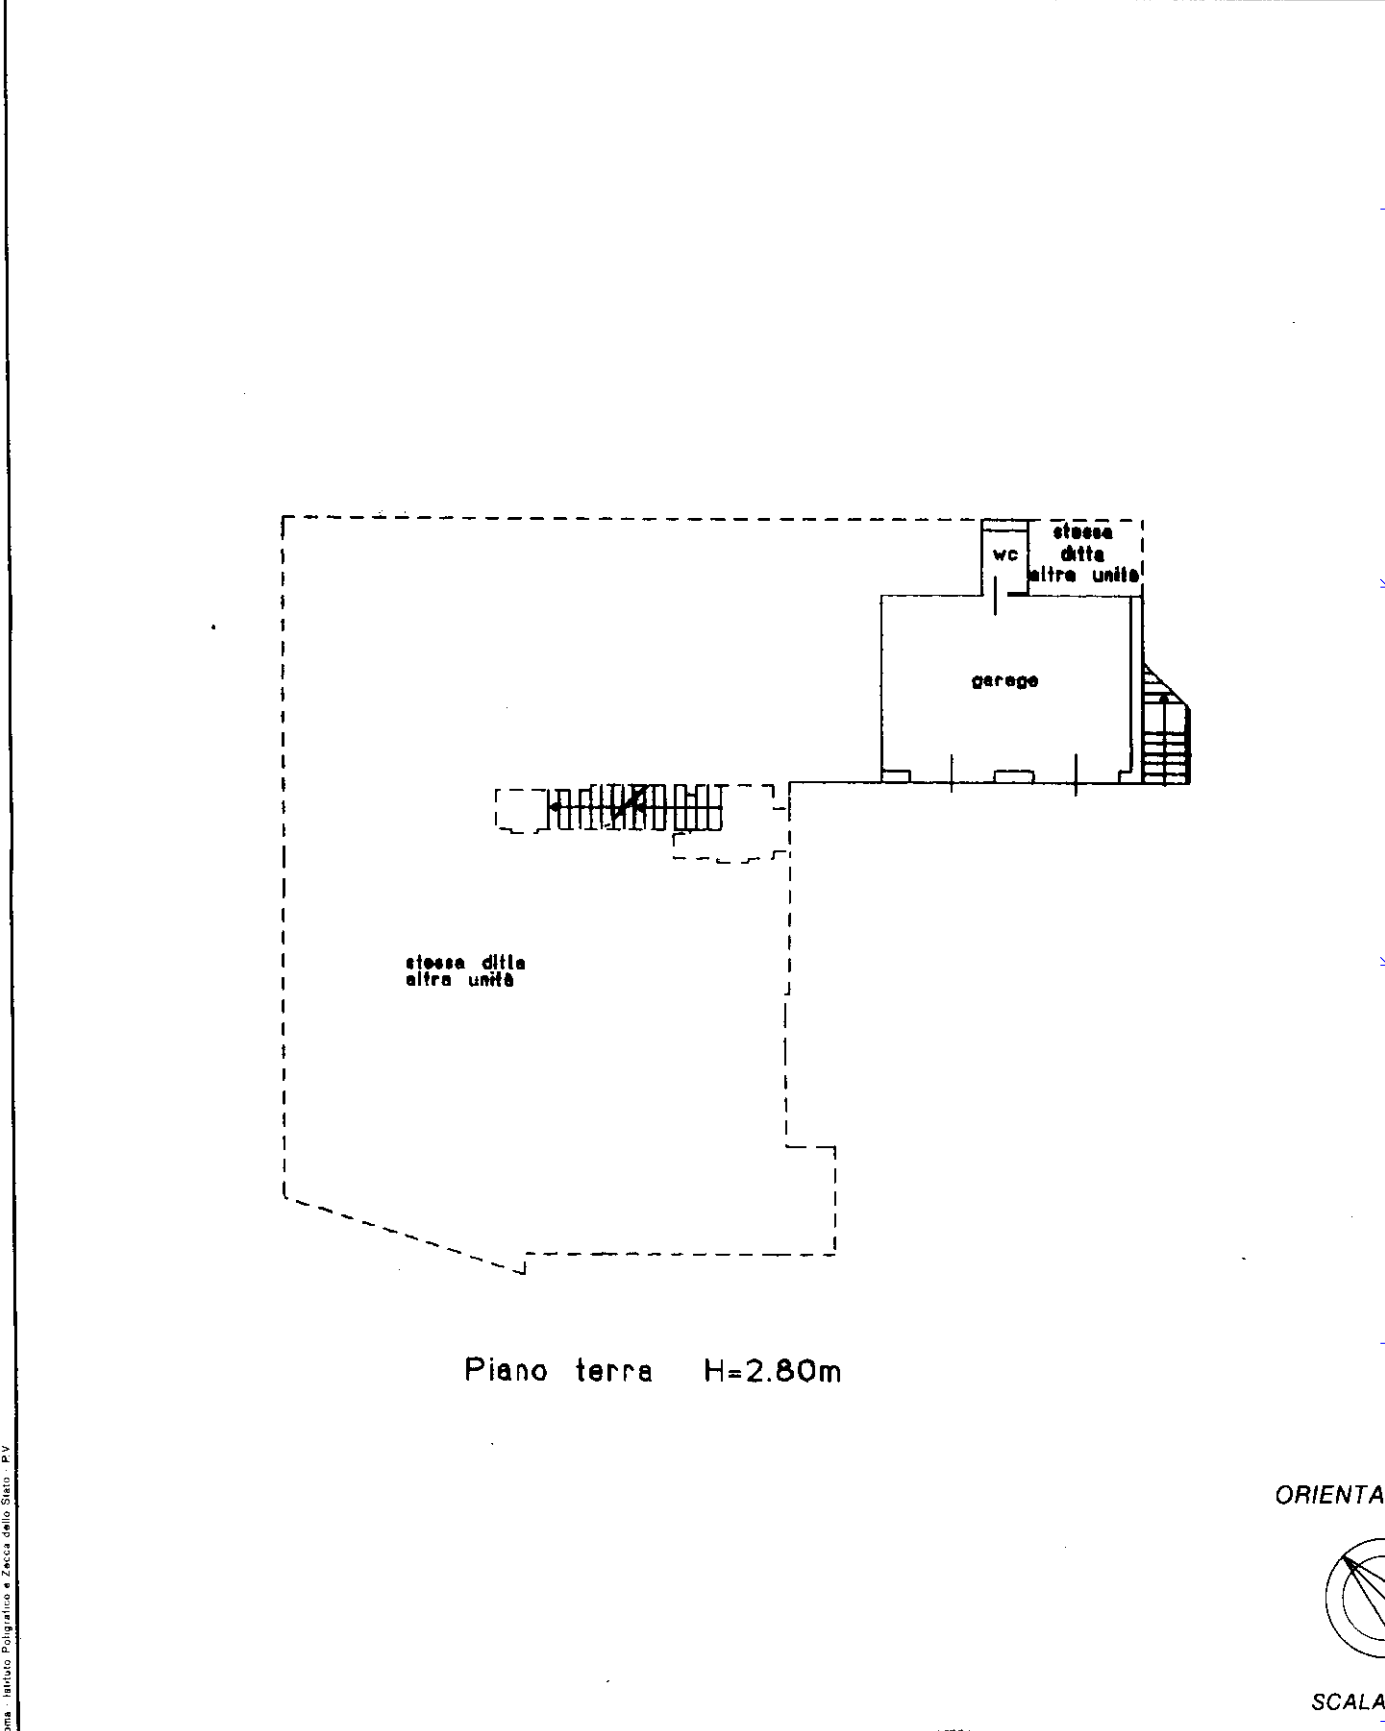 stessa
ditta
altra unità
wc
garage
stessa ditta
altra unità
Piano terra H=2.80m
ORIENTA
SCALA
oma - Istituto Poligrafico e Zecca dello Stato - P.V.